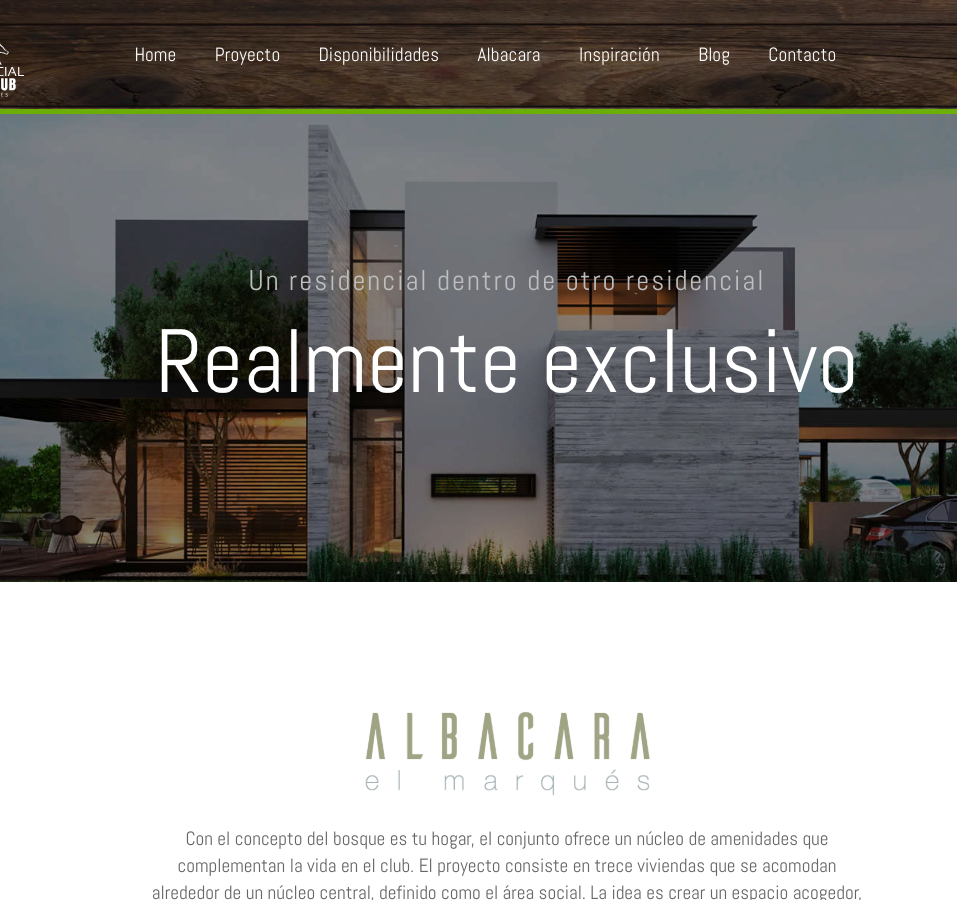 Home Proyecto Disponibilidades Albacara Inspiración Blog Contacto
Un residencial dentro de otro residencial
Realmente exclusivo
ALBACARA
el marqués
Con el concepto del bosque es tu hogar, el conjunto ofrece un núcleo de amenidades que
complementan la vida en el club. El proyecto consiste en trece viviendas que se acomodan
alrededor de un núcleo central, definido como el área social. La idea es crear un espacio acogedor,